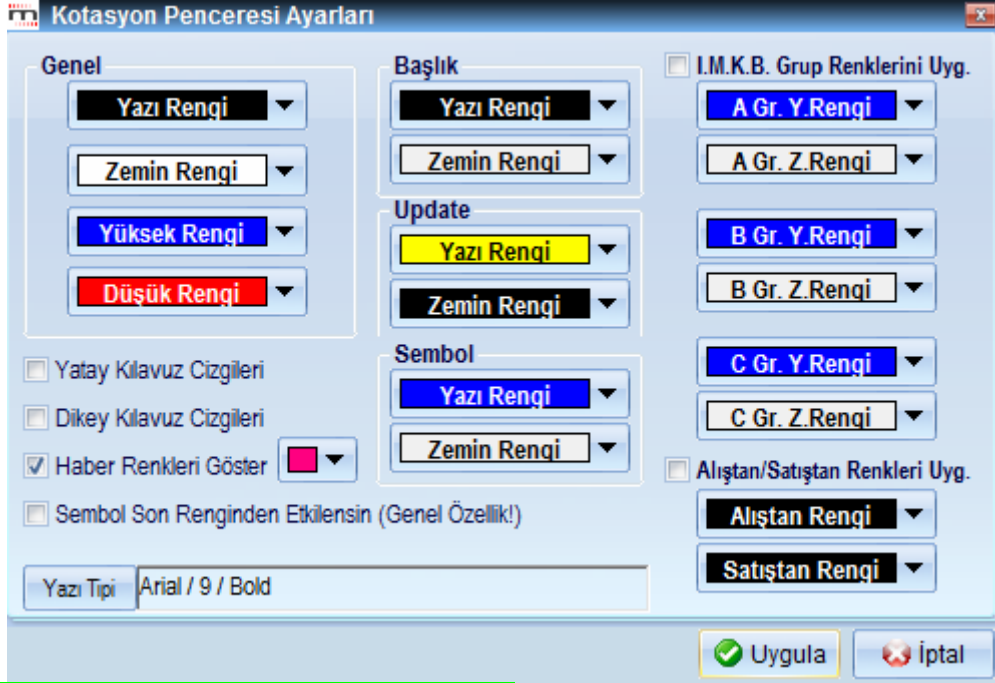 Kotasyon Penceresi Ayarları
Genel
Yazı Rengi
Zemin Rengi
Yüksek Rengi
Düşük Rengi
Yatay Kılavuz Cizgileri
Dikey Kılavuz Cizgileri
Haber Renkleri Göster
Sembol Son Renginden Etkilensin (Genel Özellik!)
Yazı Tipi
Arial / 9 / Bold
Başlık
Yazı Rengi
Zemin Rengi
Update
Yazı Rengi
Zemin Rengi
Sembol
Yazı Rengi
Zemin Rengi
I.M.K.B. Grup Renklerini Uyg.
A Gr. Y.Rengi
A Gr. Z.Rengi
B Gr. Y.Rengi
B Gr. Z.Rengi
C Gr. Y.Rengi
C Gr. Z.Rengi
Alıştan/Satıştan Renkleri Uyg.
Alıştan Rengi
Satıştan Rengi
Uygula
İptal